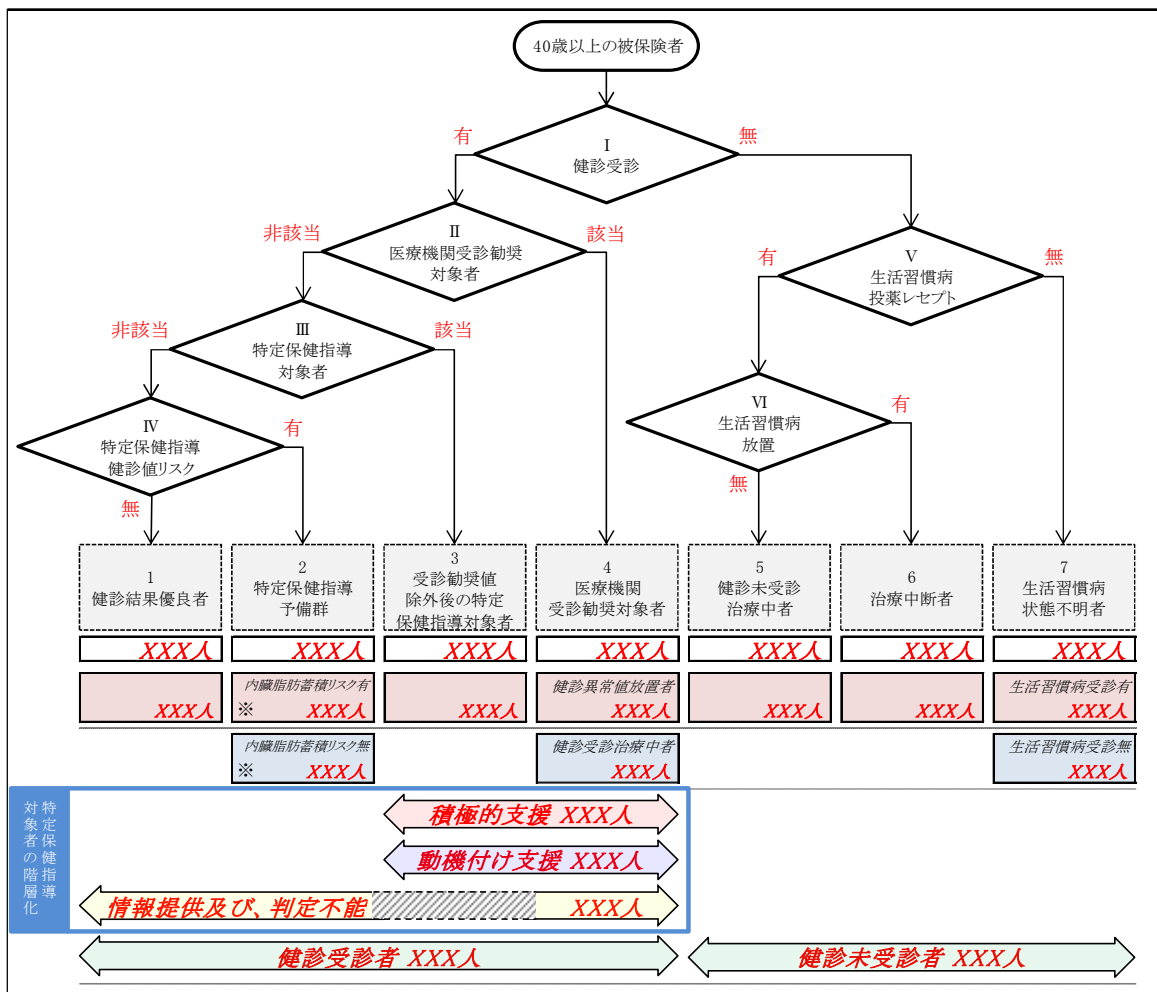 40歳以上の被保険者
有
Ⅰ
健診受診
無
非該当
Ⅱ
医療機関受診勧奨
対象者
該当
有
Ⅴ
生活習慣病
投薬レセプト
無
非該当
Ⅲ
特定保健指導
対象者
該当
Ⅳ
特定保健指導
健診値リスク
有
無
Ⅵ
生活習慣病
放置
有
無
1
健診結果優良者
2
特定保健指導
予備群
3
受診勧奨値
除外後の特定
保健指導対象者
4
医療機関
受診勧奨対象者
5
健診未受診
治療中者
6
治療中断者
7
生活習慣病
状態不明者
XXX人
XXX人
XXX人
XXX人
XXX人
XXX人
XXX人
XXX人
内臓脂肪蓄積リスク有
※ XXX人
XXX人
健診異常値放置者
XXX人
XXX人
XXX人
生活習慣病受診有
XXX人
内臓脂肪蓄積リスク無
※ XXX人
健診受診治療中者
XXX人
生活習慣病受診無
XXX人
特定保健指導
対象者の階層化
積極的支援 XXX人
動機付け支援 XXX人
情報提供及び、判定不能 XXX人
健診受診者 XXX人
健診未受診者 XXX人